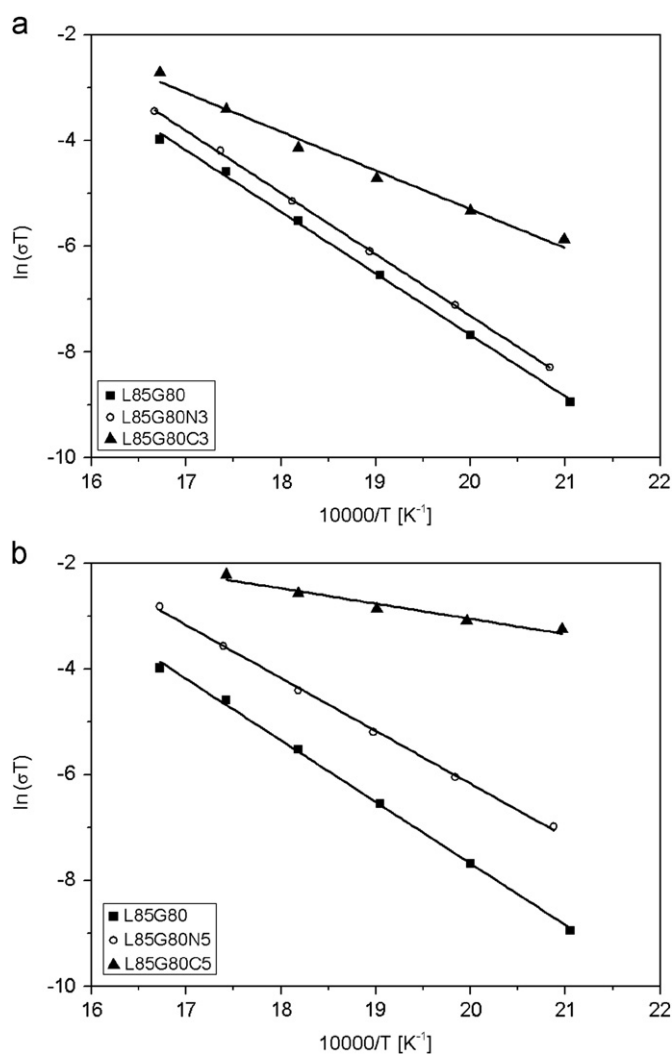 a
-2
-4
-6
-8
-10
ln(σT)
L85G80
L85G80N3
L85G80C3
16 17 18 19 20 21 22
10000/T [K⁻¹]
b
-2
-4
-6
-8
-10
ln(σT)
L85G80
L85G80N5
L85G80C5
16 17 18 19 20 21 22
10000/T [K⁻¹]